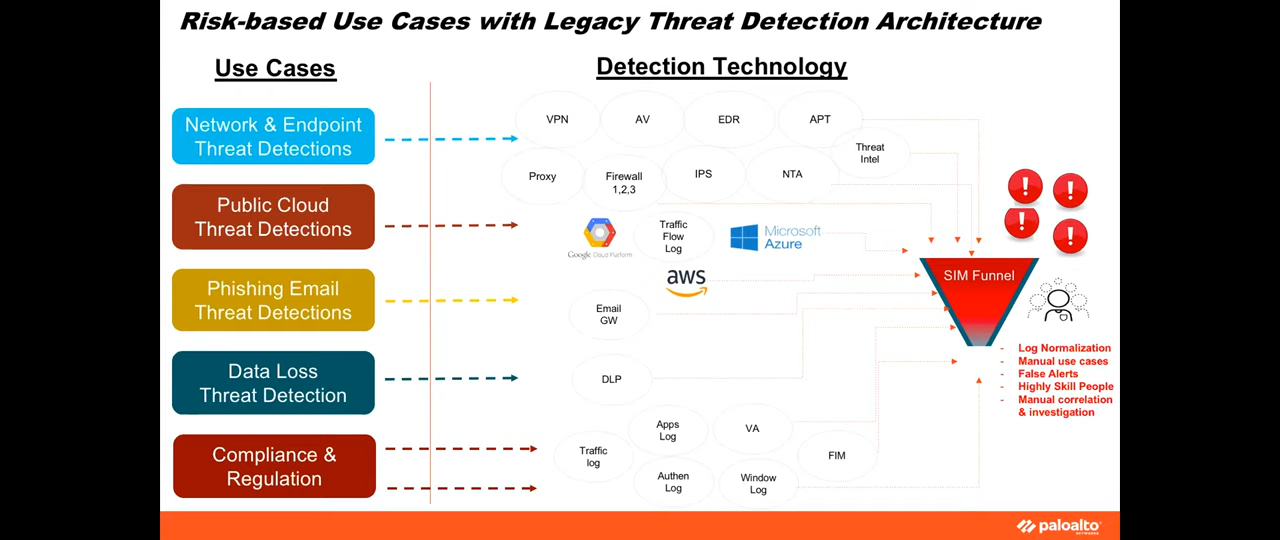 Risk-based Use Cases with Legacy Threat Detection Architecture
Use Cases
Detection Technology
Network & Endpoint
Threat Detections
VPN
AV
EDR
APT
Threat
Intel
Proxy
Firewall
1,2,3
IPS
NTA
Public Cloud
Threat Detections
Google Cloud Platform
Traffic
Flow
Log
Microsoft
Azure
aws
SIM Funnel
Phishing Email
Threat Detections
Email
GW
Data Loss
Threat Detection
DLP
- Log Normalization
- Manual use cases
- False Alerts
- Highly Skill People
- Manual correlation
& investigation
Compliance &
Regulation
Traffic
log
Apps
Log
VA
FIM
Authen
Log
Window
Log
paloalto
NETWORKS